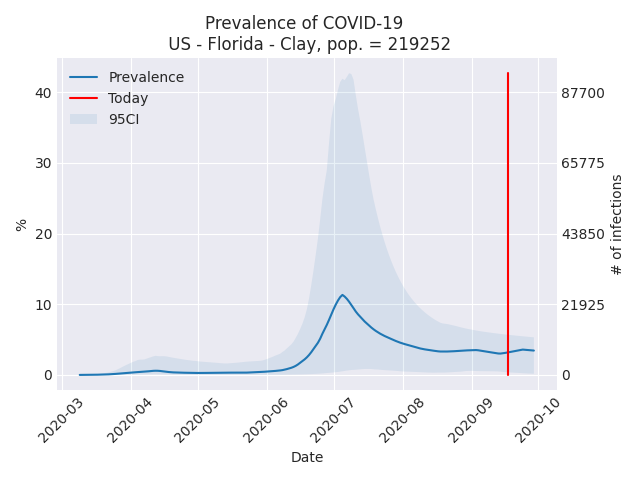 Prevalence of COVID-19
US - Florida - Clay, pop. = 219252
Prevalence
Today
95CI
40
30
20
10
0
%
87700
65775
43850
21925
0
# of infections
2020-03
2020-04
2020-05
2020-06
2020-07
2020-08
2020-09
2020-10
Date